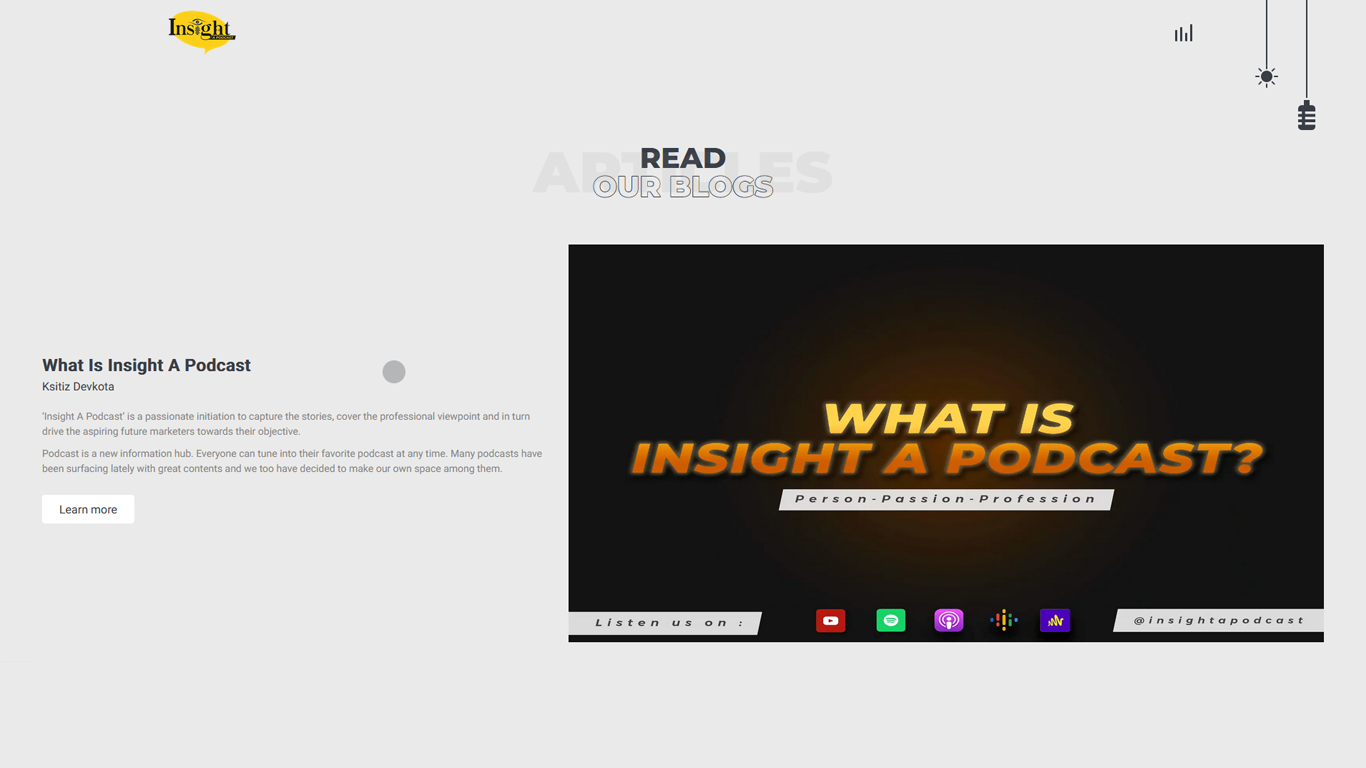 Insight
A PODCAST
ARTICLES
READ
OUR BLOGS
What Is Insight A Podcast
Ksitiz Devkota
'Insight A Podcast' is a passionate initiation to capture the stories, cover the professional viewpoint and in turn
drive the aspiring future marketers towards their objective.
Podcast is a new information hub. Everyone can tune into their favorite podcast at any time. Many podcasts have
been surfacing lately with great contents and we too have decided to make our own space among them.
Learn more
WHAT IS
INSIGHT A PODCAST?
Person-Passion-Profession
Listen us on :
@insightapodcast